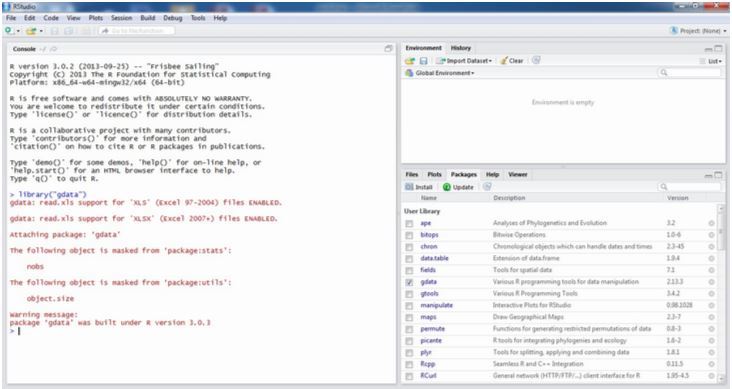 RStudio
File Edit Code View Plots Session Build Debug Tools Help
Go to file/function
Project: (None)
Console ~/
R version 3.0.2 (2013-09-25) -- "Frisbee Sailing"
Copyright (C) 2013 The R Foundation for Statistical Computing
Platform: x86_64-w64-mingw32/x64 (64-bit)
R is free software and comes with ABSOLUTELY NO WARRANTY.
You are welcome to redistribute it under certain conditions.
Type 'license()' or 'licence()' for distribution details.
R is a collaborative project with many contributors.
Type 'contributors()' for more information and
'citation()' on how to cite R or R packages in publications.
Type 'demo()' for some demos, 'help()' for on-line help, or
'help.start()' for an HTML browser interface to help.
Type 'q()' to quit R.
> library("gdata")
gdata: read.xls support for 'XLS' (Excel 97-2004) files ENABLED.
gdata: read.xls support for 'XLSX' (Excel 2007+) files ENABLED.
Attaching package: 'gdata'
The following object is masked from 'package:stats':
nobs
The following object is masked from 'package:utils':
object.size
Warning message:
package 'gdata' was built under R version 3.0.3
>
Environment History
Import Dataset Clear List
Global Environment
Environment is empty
Files Plots Packages Help Viewer
Install Update
Name Description Version
User Library
ape Analyses of Phylogenetics and Evolution 3.2
bitops Bitwise Operations 1.0-6
chron Chronological objects which can handle dates and times 2.3-45
data.table Extension of data.frame 1.9.4
fields Tools for spatial data 7.1
gdata Various R programming tools for data manipulation 2.13.3
gtools Various R Programming Tools 3.4.2
manipulate Interactive Plots for RStudio 0.98.1028
maps Draw Geographical Maps 2.3-7
permute Functions for generating restricted permutations of data 0.8-3
picante R tools for integrating phylogenies and ecology 1.6-2
plyr Tools for splitting, applying and combining data 1.8.1
Rcpp Seamless R and C++ Integration 0.11.5
RCurl General network (HTTP/FTP/...) client interface for R 1.95-4.5